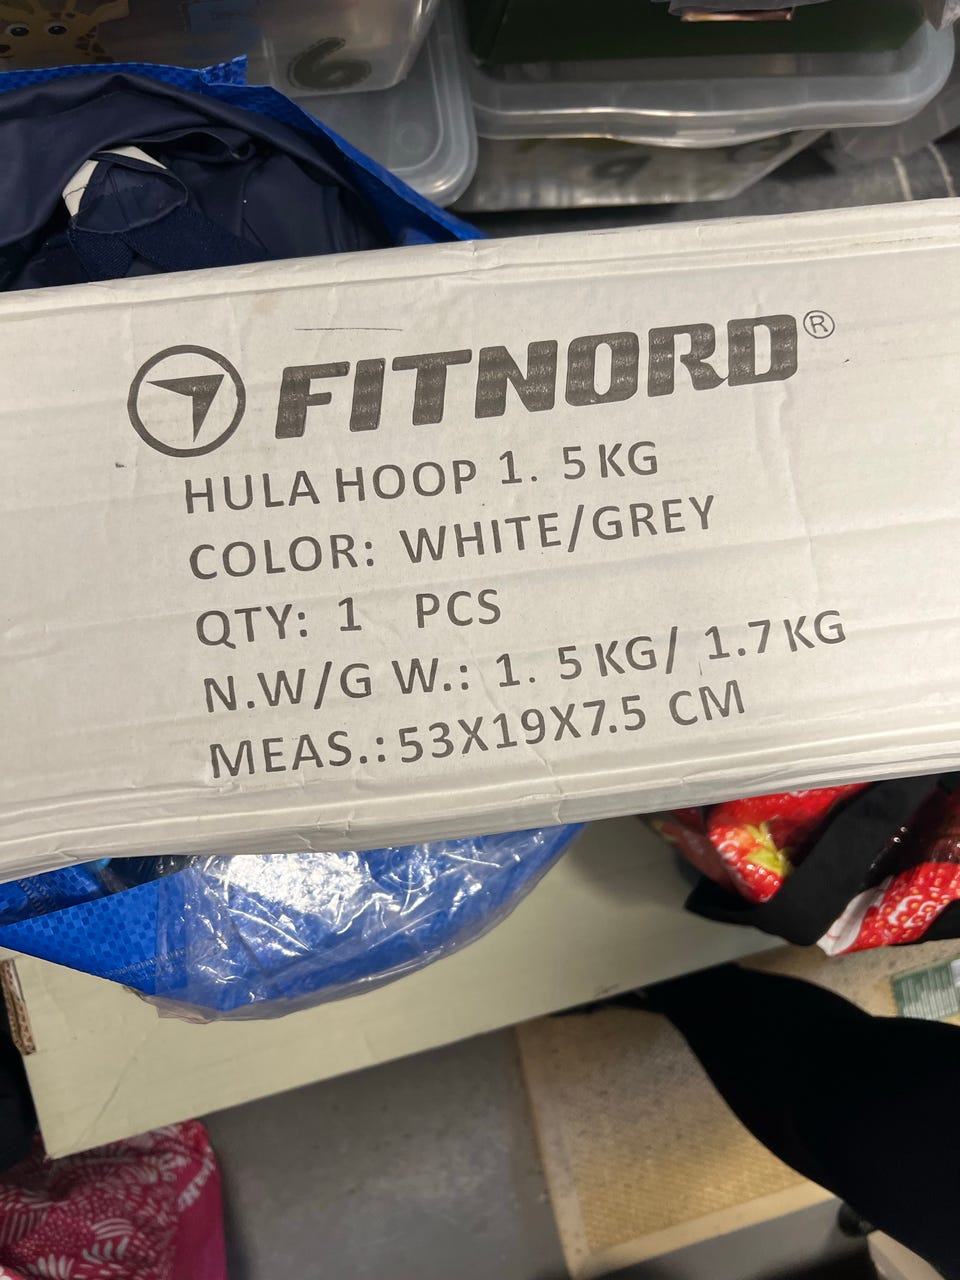 6
FITNORD®
HULA HOOP 1. 5 KG
COLOR: WHITE/GREY
QTY: 1 PCS
N.W/G W.: 1. 5 KG/ 1.7 KG
MEAS.: 53X19X7.5 CM